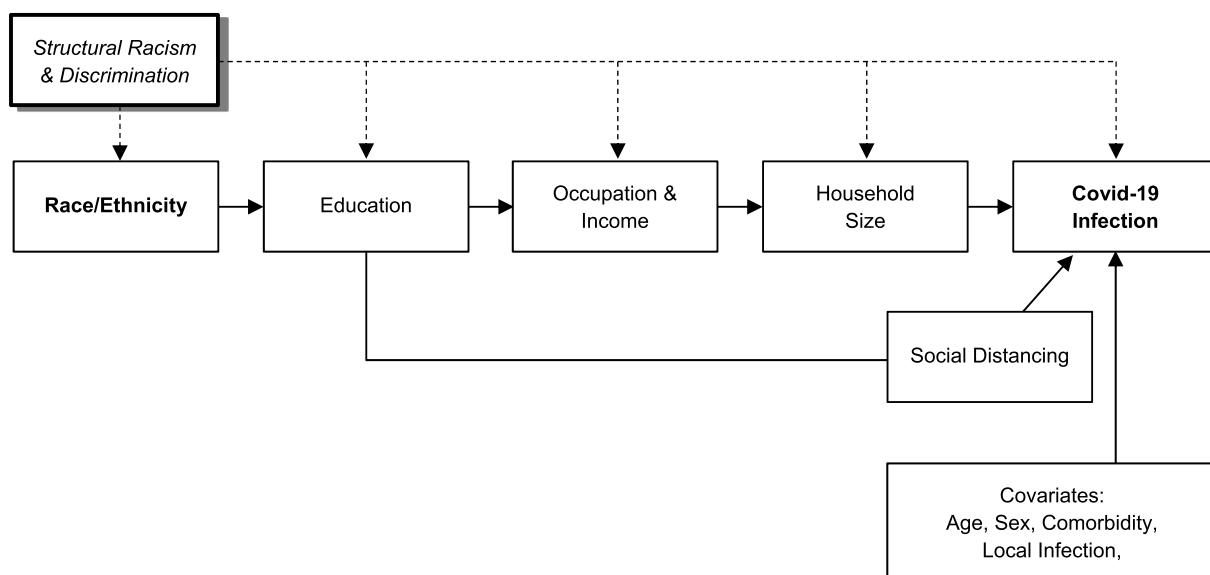 Structural Racism
& Discrimination
Race/Ethnicity
Education
Occupation &
Income
Household
Size
Covid-19
Infection
Social Distancing
Covariates:
Age, Sex, Comorbidity,
Local Infection,